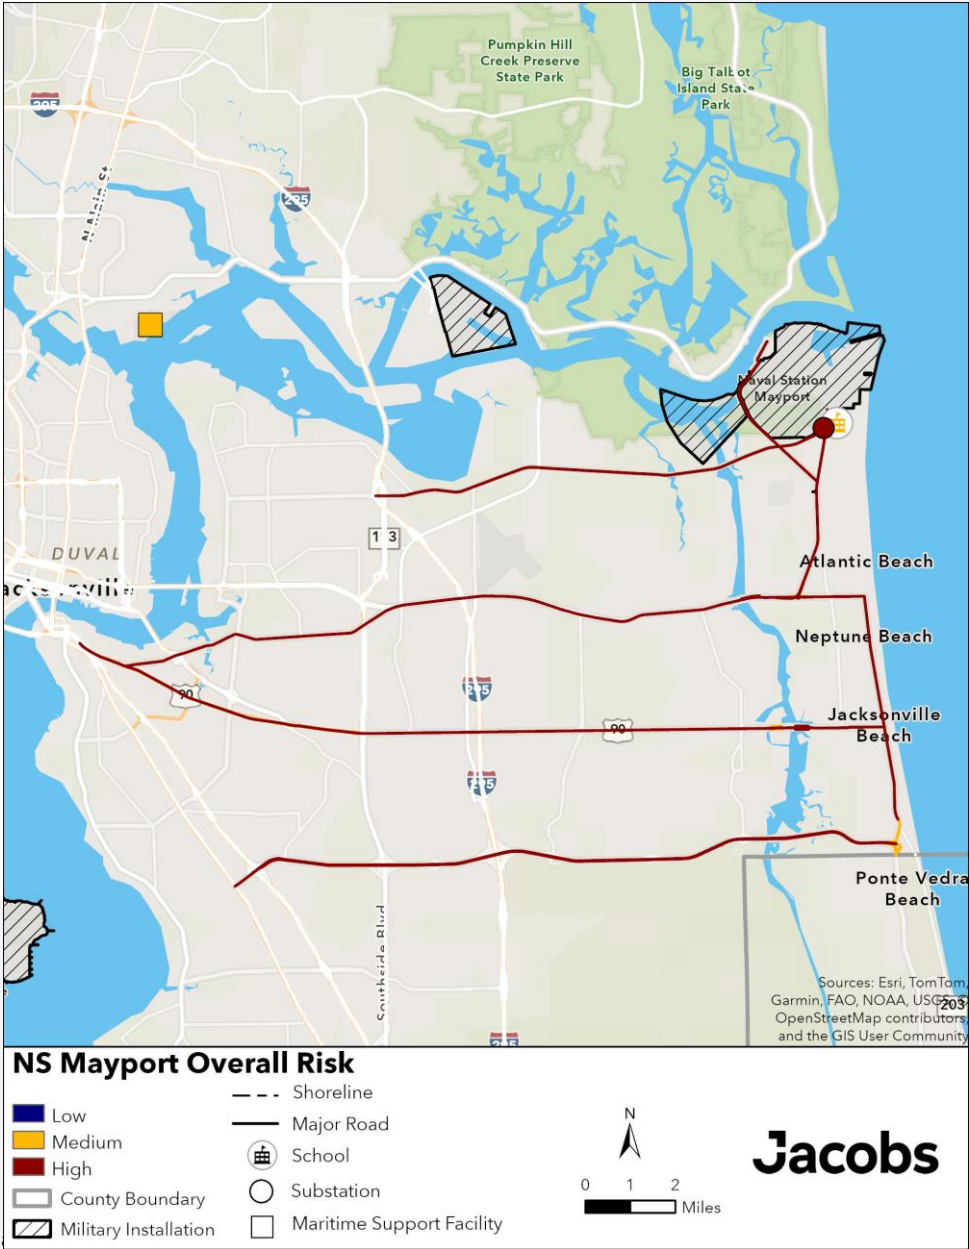 Pumpkin Hill
Creek Preserve
State Park
Big Talbot
Island State
Park
295
N Main St
295
Naval Station
Mayport
113
DUVAL
Atlantic Beach
Neptune Beach
90
295
Jacksonville
Beach
90
295
Ponte Vedra
Beach
Southside Blvd
203
295
Sources: Esri, TomTom,
Garmin, FAO, NOAA, USGS, ©
OpenStreetMap contributors,
and the GIS User Community
NS Mayport Overall Risk
Low
Medium
High
County Boundary
Military Installation
Shoreline
Major Road
School
Substation
Maritime Support Facility
N
0 1 2
Miles
Jacobs